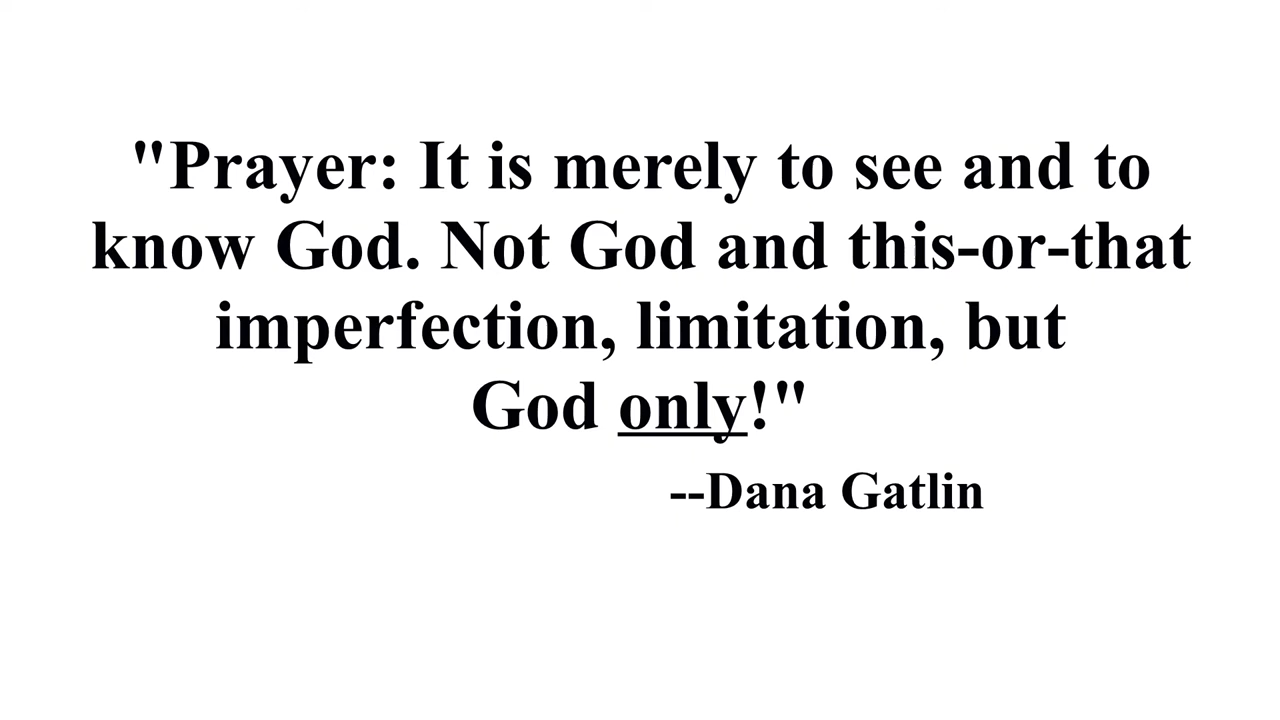 "Prayer: It is merely to see and to
know God. Not God and this-or-that
imperfection, limitation, but
God only!"
--Dana Gatlin